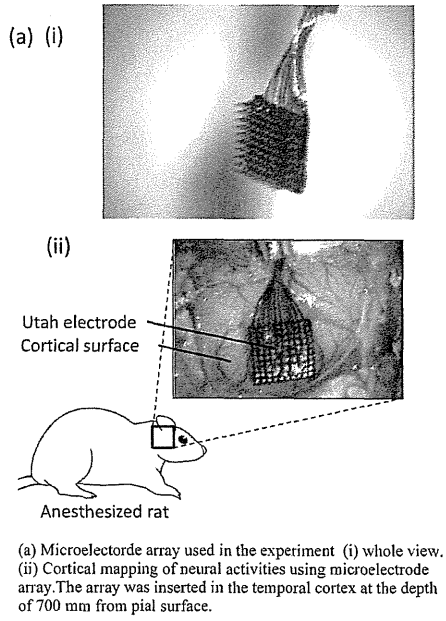 (a) (i)
(ii)
Utah electrode
Cortical surface
Anesthesized rat
(a) Microelectorde array used in the experiment (i) whole view.
(ii) Cortical mapping of neural activities using microelectrode
array.The array was inserted in the temporal cortex at the depth
of 700 mm from pial surface.